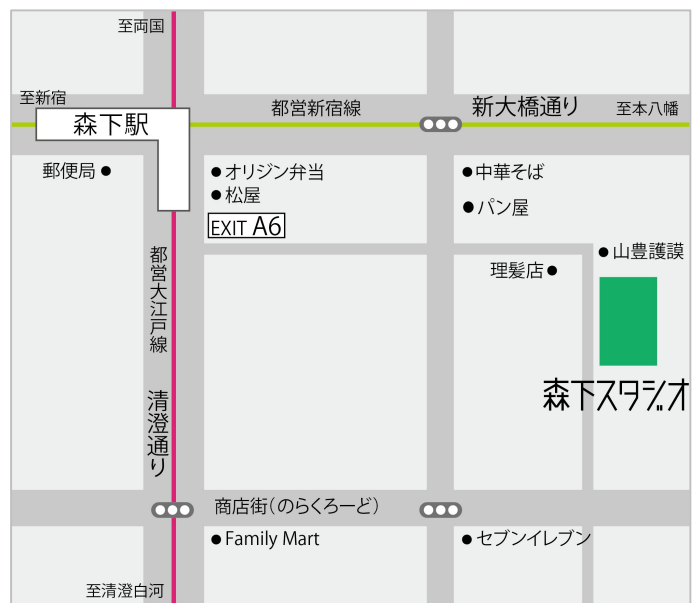 至両国
至新宿
森下駅
都営新宿線
新大橋通り
至本八幡
郵便局
オリジン弁当
松屋
EXIT A6
中華そば
パン屋
山豊護謨
理髪店
森下スタジオ
都営大江戸線
清澄通り
商店街(のらくろーど)
Family Mart
セブンイレブン
至清澄白河